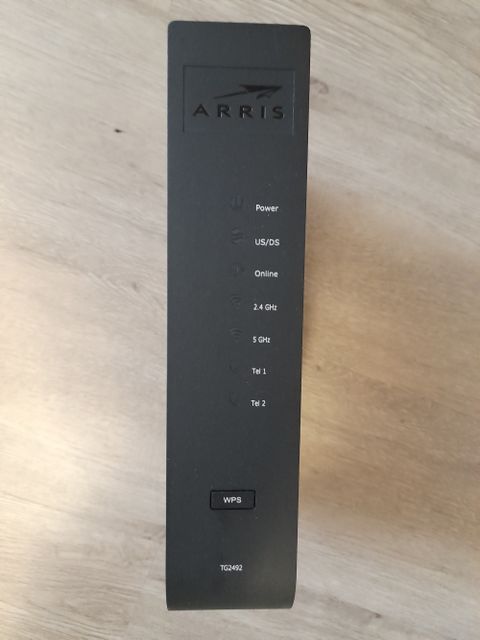 ARRIS
Power
US/DS
Online
2.4 GHz
5 GHz
Tel 1
Tel 2
WPS
TG2492